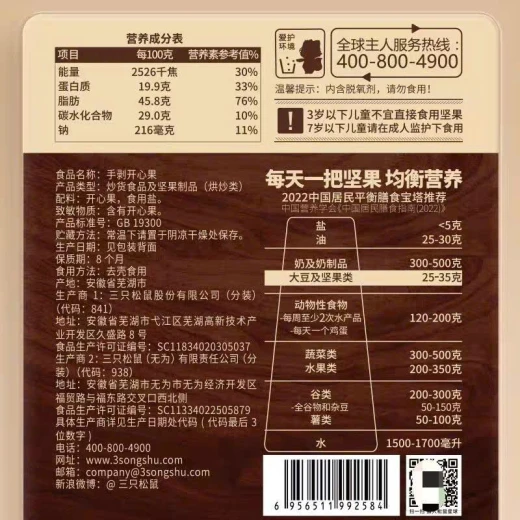 营养成分表
项目 每100克 营养素参考值%
能量 2526千焦 30%
蛋白质 19.9克 33%
脂肪 45.8克 76%
碳水化合物 29.0克 10%
钠 216毫克 11%
爱护
环境
全球主人服务热线:
400-800-4900
温馨提示：内含脱氧剂，请勿食用！
!
3岁以下儿童不宜直接食用坚果
7岁以下儿童请在成人监护下食用
食品名称：手剥开心果
产品类型：炒货食品及坚果制品（烘炒类）
配料：开心果，食用盐。
致敏物质：含有开心果。
产品标准号：GB 19300
贮藏方法：常温下请置于阴凉干燥处保存。
生产日期：见包装背面
保质期：8 个月
食用方法：去壳食用
产地：安徽省芜湖市
生产商 1：三只松鼠股份有限公司（分装）
(代码：841）
地址：安徽省芜湖市弋江区芜湖高新技术产
业开发区久盛路 8 号
食品生产许可证编号：SC11834020305037
生产商 2：三只松鼠 (无为) 有限责任公司 (分
装) （代码：938）
地址：安徽省芜湖市无为市无为经济开发区
福贸路与福东路交叉口西北侧
食品生产许可证编号：SC11334022505879
具体生产商详见生产日期处代码 ( 代码最后 3
位数字 )
电话：400-800-4900
网址：www.3songshu.com
邮箱：company@3songshu.com
新浪微博：@ 三只松鼠
每天一把坚果 均衡营养
2022中国居民平衡膳食宝塔推荐
中国营养学会《中国居民膳食指南(2022)》
盐 <5克
油 25-30克
奶及奶制品 300-500克
大豆及坚果类 25-35克
动物性食物 120-200克
-每周至少2次水产品
-每天一个鸡蛋
蔬菜类 300-500克
水果类 200-350克
谷类 200-300克
-全谷物和杂豆 50-150克
薯类 50-100克
水 1500-1700毫升
6 956511 992584